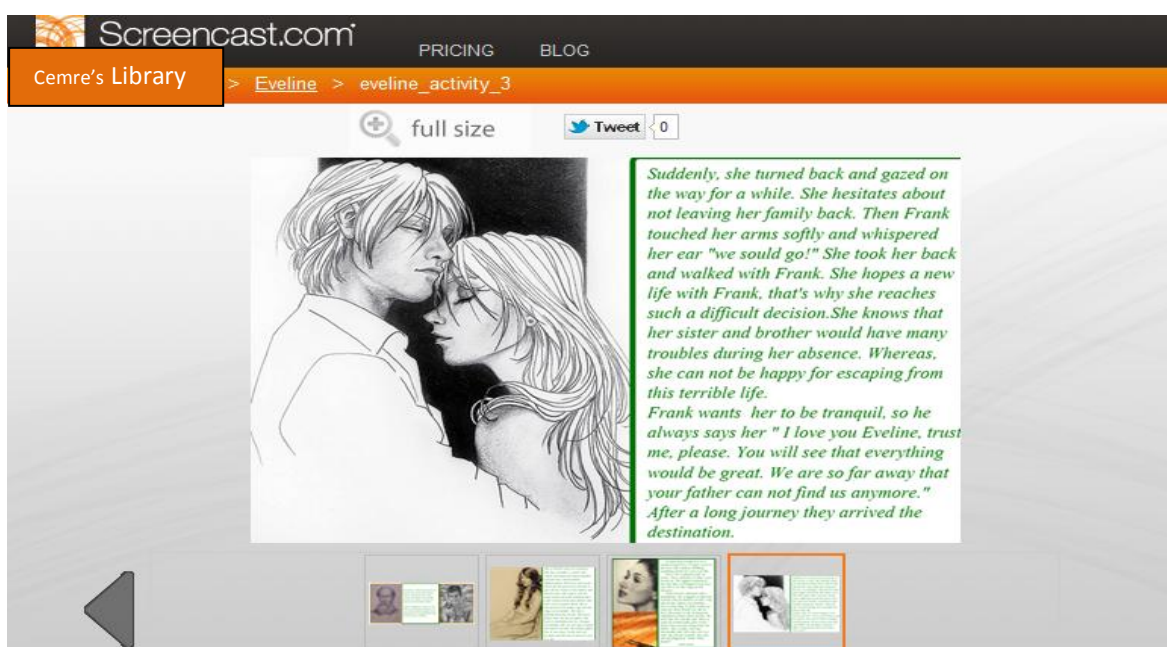 Screencast.com
PRICING
BLOG
Cemre's Library
> Eveline > eveline_activity_3
full size
Tweet
0
Suddenly, she turned back and gazed on
the way for a while. She hesitates about
not leaving her family back. Then Frank
touched her arms softly and whispered
her ear "we sould go!" She took her back
and walked with Frank. She hopes a new
life with Frank, that's why she reaches
such a difficult decision.She knows that
her sister and brother would have many
troubles during her absence. Whereas,
she can not be happy for escaping from
this terrible life.
Frank wants her to be tranquil, so he
always says her " I love you Eveline, trust
me, please. You will see that everything
would be great. We are so far away that
your father can not find us anymore."
After a long journey they arrived the
destination.